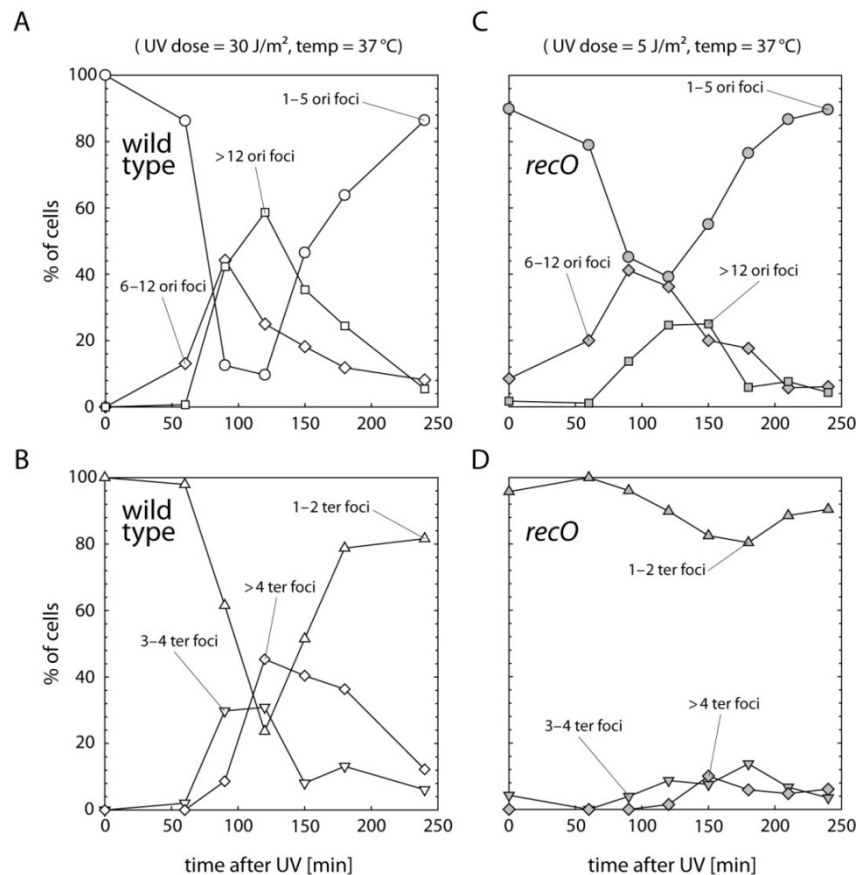 A
( UV dose = 30 J/m², temp = 37 °C)
100
80
60
40
20
0
% of cells
wild
type
1–5 ori foci
>12 ori foci
6–12 ori foci
0
50
100
150
200
250
C
( UV dose = 5 J/m², temp = 37 °C)
recO
1–5 ori foci
6–12 ori foci
>12 ori foci
0
50
100
150
200
250
B
100
80
60
40
20
0
% of cells
wild
type
1–2 ter foci
>4 ter foci
3–4 ter foci
0
50
100
150
200
250
time after UV [min]
D
recO
1–2 ter foci
3–4 ter foci
>4 ter foci
0
50
100
150
200
250
time after UV [min]